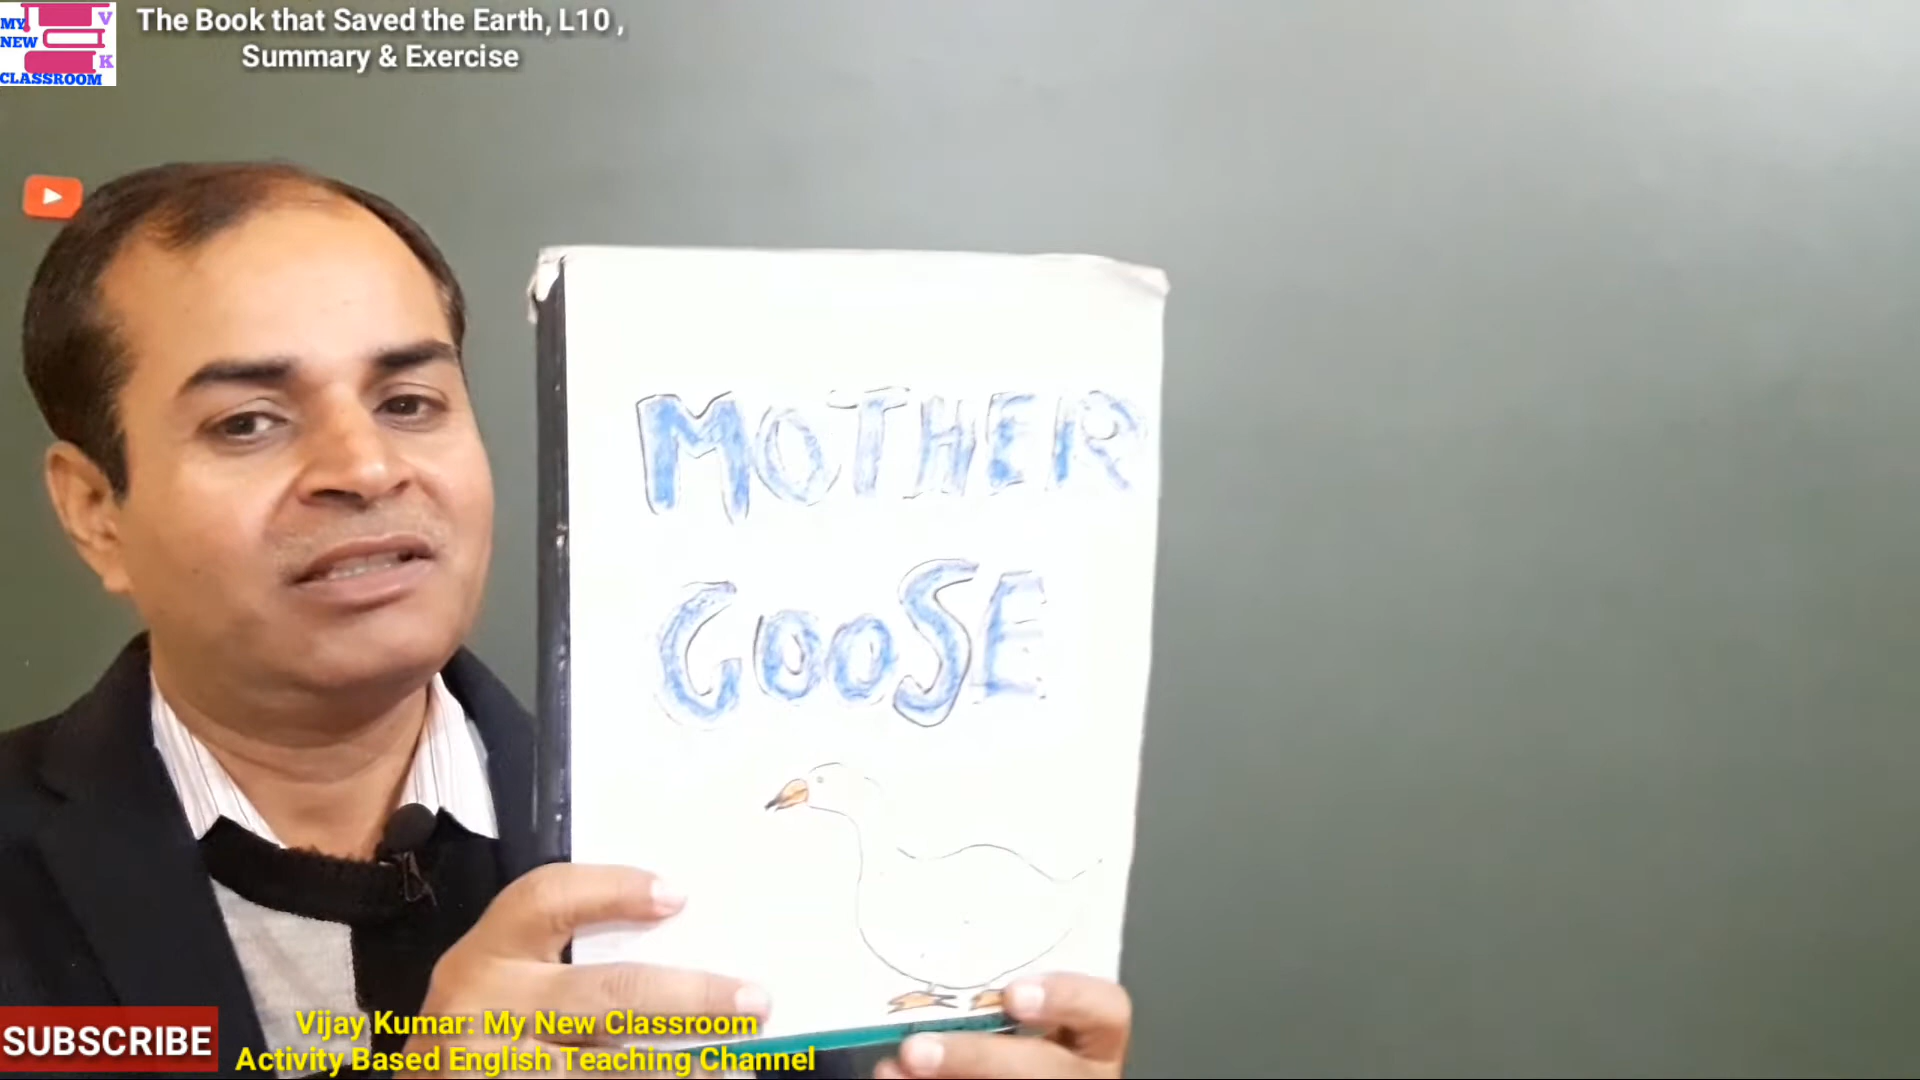 MY
NEW
V
K
CLASSROOM
The Book that Saved the Earth, L10 ,
Summary & Exercise
MOTHER
GOOSE
SUBSCRIBE
Vijay Kumar: My New Classroom
Activity Based English Teaching Channel